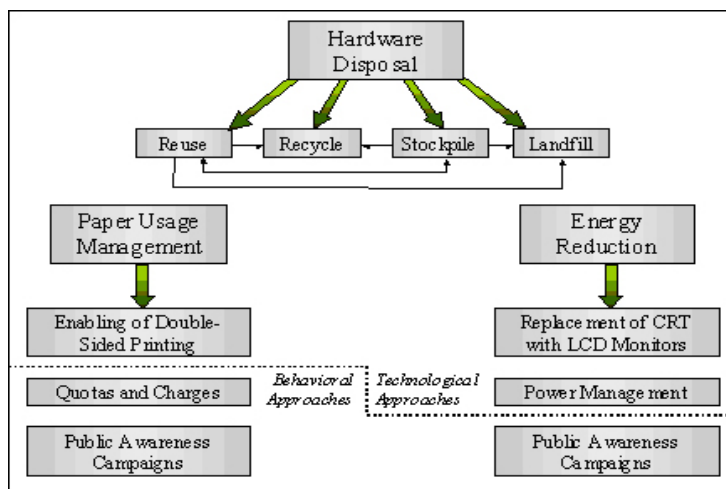 Hardware
Disposal
Reuse
Recycle
Stockpile
Landfill
Paper Usage
Management
Energy
Reduction
Enabling of Double-
Sided Printing
Replacement of CRT
with LCD Monitors
Quotas and Charges
Behavioral
Approaches
Technological
Approaches
Power Management
Public Awareness
Campaigns
Public Awareness
Campaigns